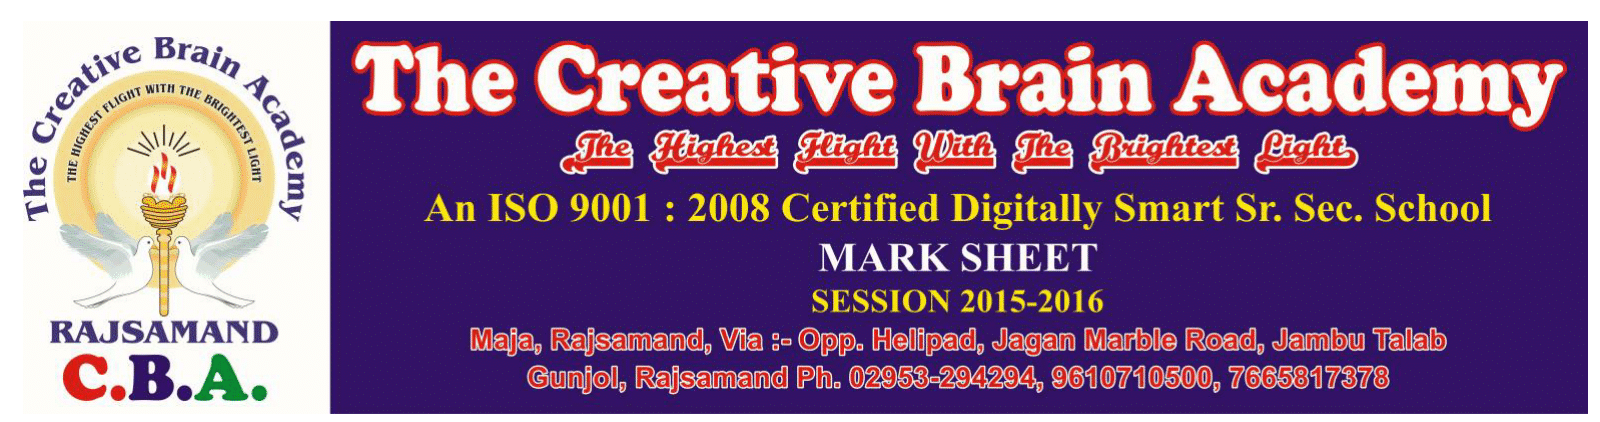 The Creative Brain Academy
THE HIGHEST FLIGHT WITH THE BRIGHTEST LIGHT
RAJSAMAND
C.B.A.
The Creative Brain Academy
The Highest Flight With The Brightest Light
An ISO 9001 : 2008 Certified Digitally Smart Sr. Sec. School
MARK SHEET
SESSION 2015-2016
Maja, Rajsamand, Via :- Opp. Helipad, Jagan Marble Road, Jambu Talab
Gunjol, Rajsamand Ph. 02953-294294, 9610710500, 7665817378